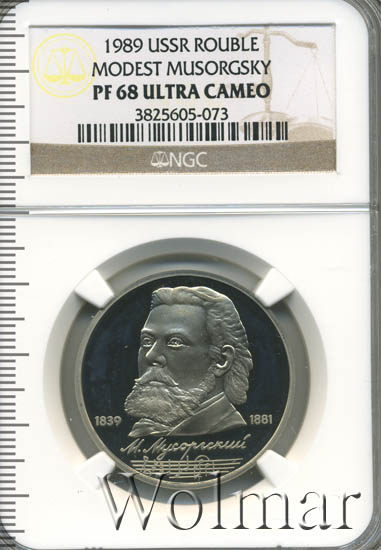 1989 USSR ROUBLE
MODEST MUSORGSKY
PF 68 ULTRA CAMEO
3825605-073
NGC
1839 1881
М. Мусоргский
Wolmar